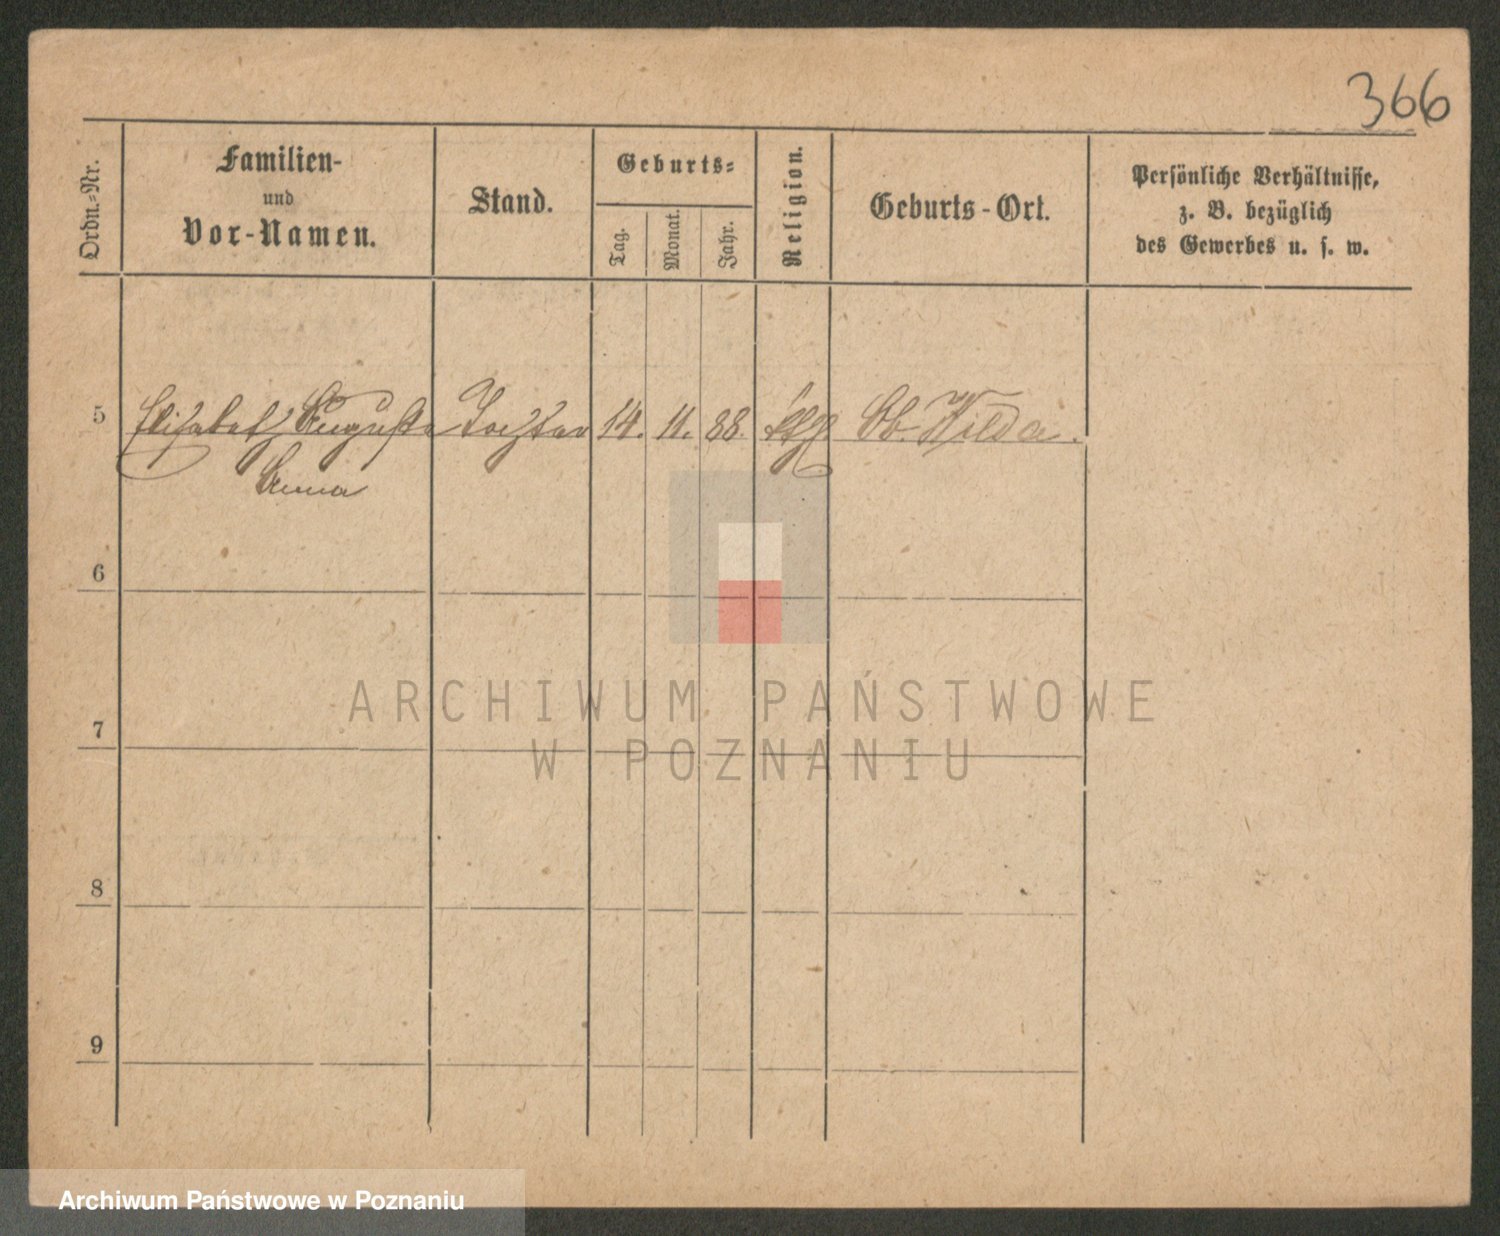 366
Ordn.-Nr.
Familien-
und
Vor-Namen.
Stand.
Geburts-
Tag.
Monat.
Jahr.
Religion.
Geburts-Ort.
Persönliche Verhältnisse,
z. B. bezüglich
des Gewerbes u. s. w.
5 Elisabeth Auguste Tochter 14. 11. 88. Ob. Wilda.
Anna
6
7
8
9
ARCHIWUM PAŃSTWOWE
W POZNANIU
Archiwum Państwowe w Poznaniu